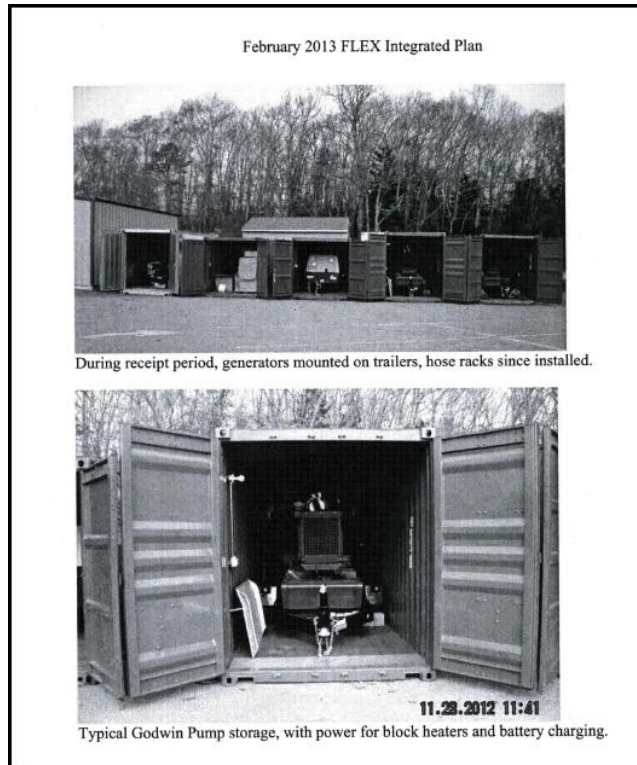 February 2013 FLEX Integrated Plan
During receipt period, generators mounted on trailers, hose racks since installed.
11.28.2012 11:41
Typical Godwin Pump storage, with power for block heaters and battery charging.